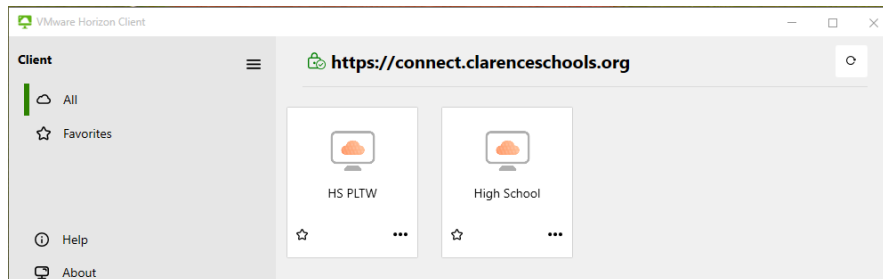 VMware Horizon Client
Client
All
Favorites
Help
About
https://connect.clarenceschools.org
HS PLTW
High School